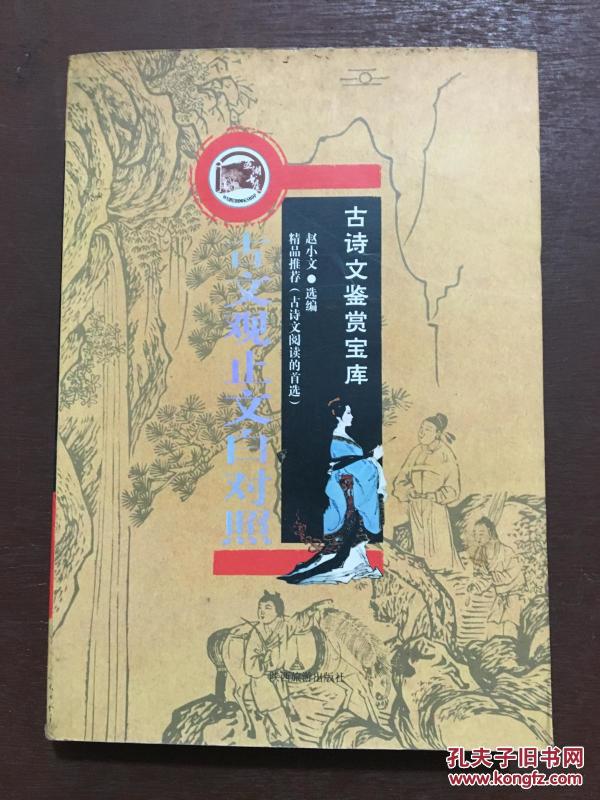 古诗文鉴赏宝库
赵小文●选编
精品推荐（古诗文阅读的首选）
古文观止文白对照
陕西旅游出版社
孔夫子旧书网
www.kongfz.com